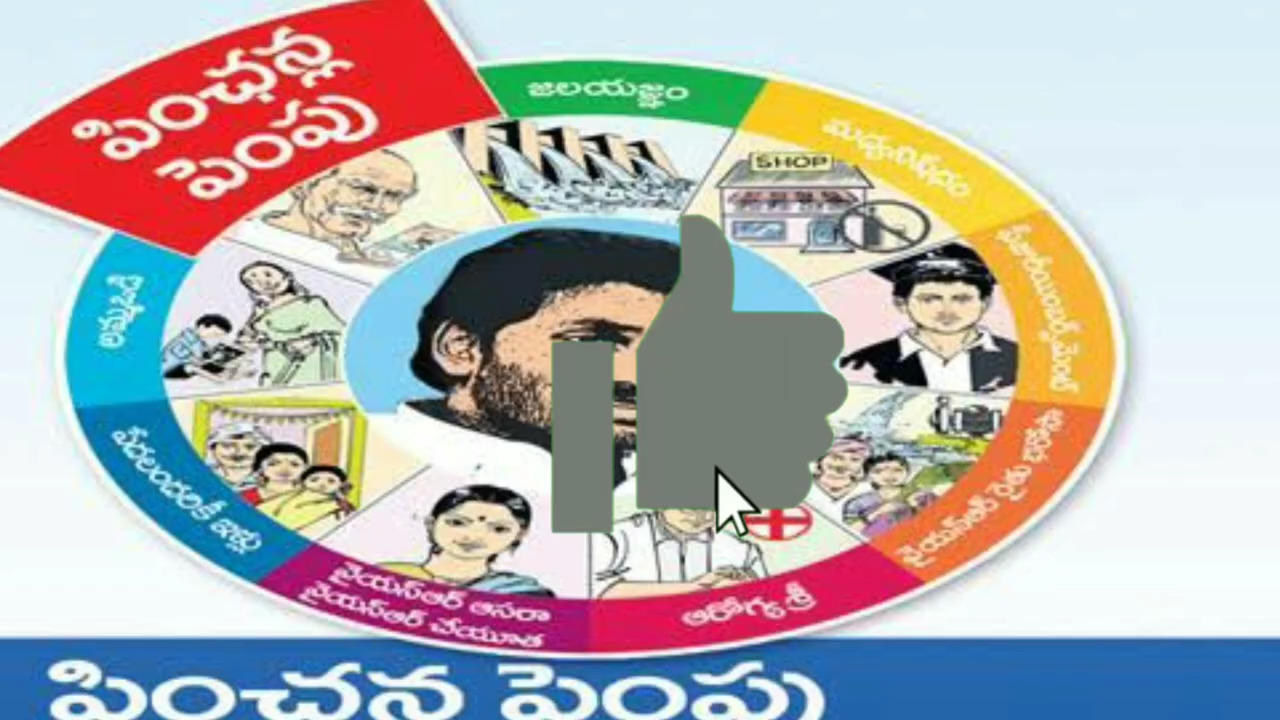 పింఛన్ల
పెంపు
జలయజ్ఞం
మద్యనిషేధం
SHOP
ఫీజు రీయింబర్స్‌మెంట్
వైయస్ఆర్ రైతు భరోసా
ఆరోగ్య శ్రీ
వైయస్ఆర్ ఆసరా
వైయస్ఆర్ చేయూత
పేదలందరికీ ఇళ్లు
అమ్మఒడి
పింఛన పెంపు